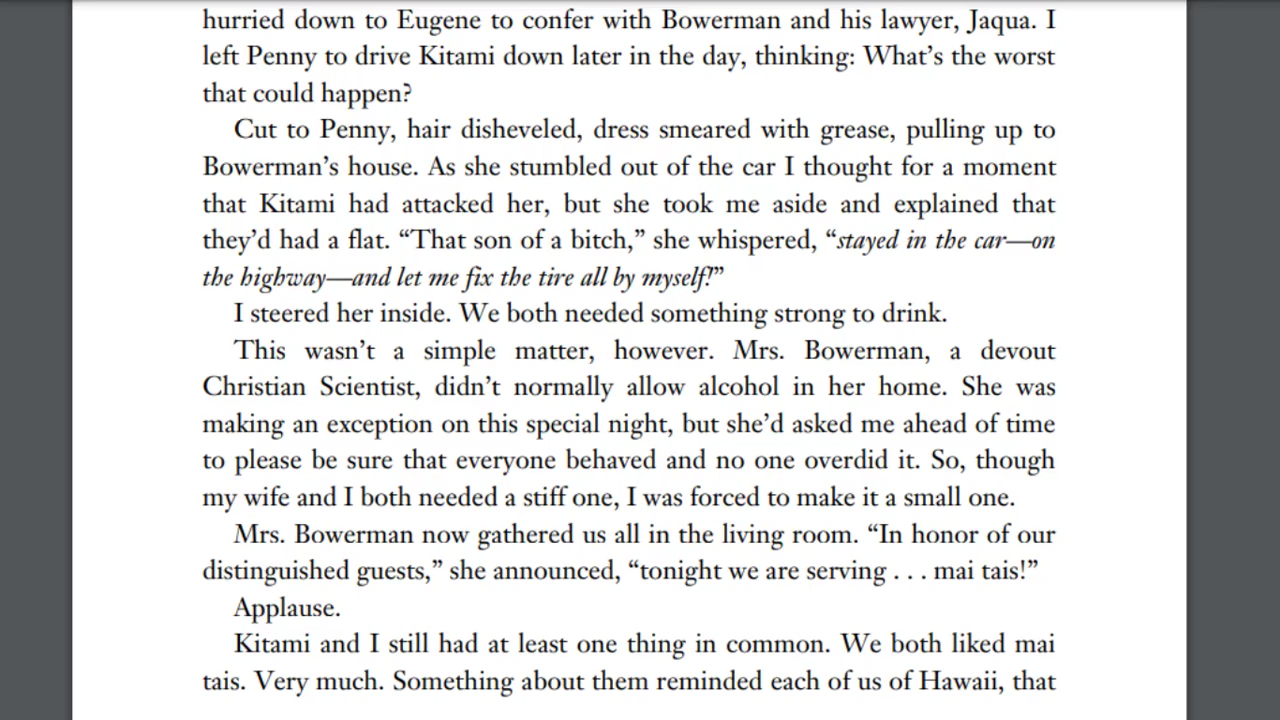 hurried down to Eugene to confer with Bowerman and his lawyer, Jaqua. I
left Penny to drive Kitami down later in the day, thinking: What’s the worst
that could happen?
Cut to Penny, hair disheveled, dress smeared with grease, pulling up to
Bowerman’s house. As she stumbled out of the car I thought for a moment
that Kitami had attacked her, but she took me aside and explained that
they’d had a flat. “That son of a bitch,” she whispered, “stayed in the car—on
the highway—and let me fix the tire all by myself!”
I steered her inside. We both needed something strong to drink.
This wasn’t a simple matter, however. Mrs. Bowerman, a devout
Christian Scientist, didn’t normally allow alcohol in her home. She was
making an exception on this special night, but she’d asked me ahead of time
to please be sure that everyone behaved and no one overdid it. So, though
my wife and I both needed a stiff one, I was forced to make it a small one.
Mrs. Bowerman now gathered us all in the living room. “In honor of our
distinguished guests,” she announced, “tonight we are serving . . . mai tais!”
Applause.
Kitami and I still had at least one thing in common. We both liked mai
tais. Very much. Something about them reminded each of us of Hawaii, that